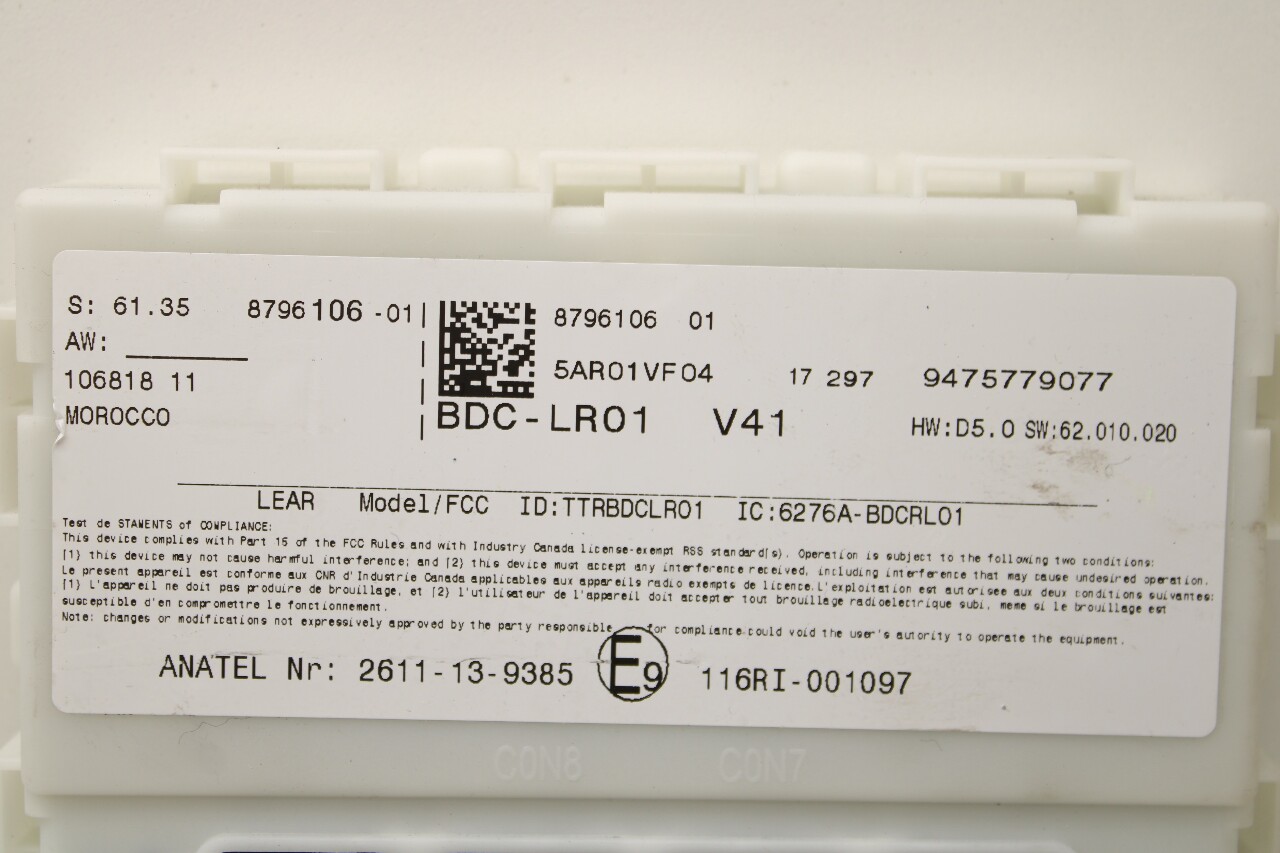 S: 61.35 8796106 -01
AW:
106818 11
MOROCCO
8796106 01
5AR01VF04 17 297 9475779077
BDC-LR01 V41 HW:D5.0 SW:62.010.020
LEAR Model/FCC ID:TTRBDCLR01 IC:6276A-BDCRL01
Test de STAMENTS of COMPLIANCE:
This device complies with Part 15 of the FCC Rules and with Industry Canada license-exempt RSS standard(s). Operation is subject to the following two conditions:
(1) this device may not cause harmful interference; and (2) this device must accept any interference received, including interference that may cause undesired operation.
Le present appareil est conforme aux CNR d'Industrie Canada applicables aux appareils radio exempts de licence.L'exploitation est autorisee aux deux conditions suivantes:
(1) L'appareil ne doit pas produire de brouillage, et (2) l'utilisateur de l'appareil doit accepter tout brouillage radioelectrique subi, meme si le brouillage est
susceptible d'en compromettre le fonctionnement.
Note: changes or modifications not expressively approved by the party responsible for compliance could void the user's autority to operate the equipment.
ANATEL Nr: 2611-13-9385 E9 116RI-001097
CON8 CON7